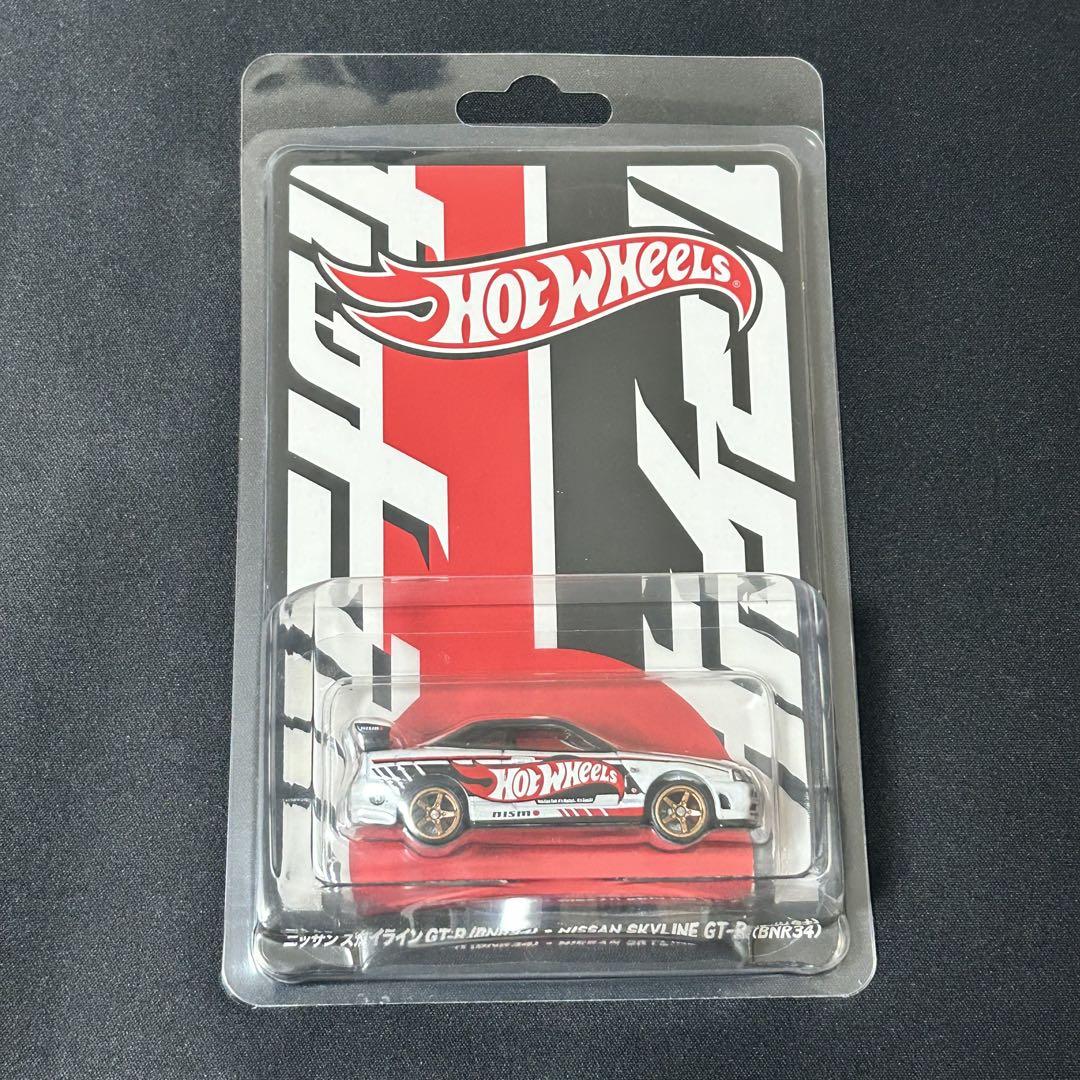 HOT WHEELS®
nismo
HOT WHEELS
nismo
ニッサン スカイライン GT-R (BNR34) • NISSAN SKYLINE GT-R (BNR34)